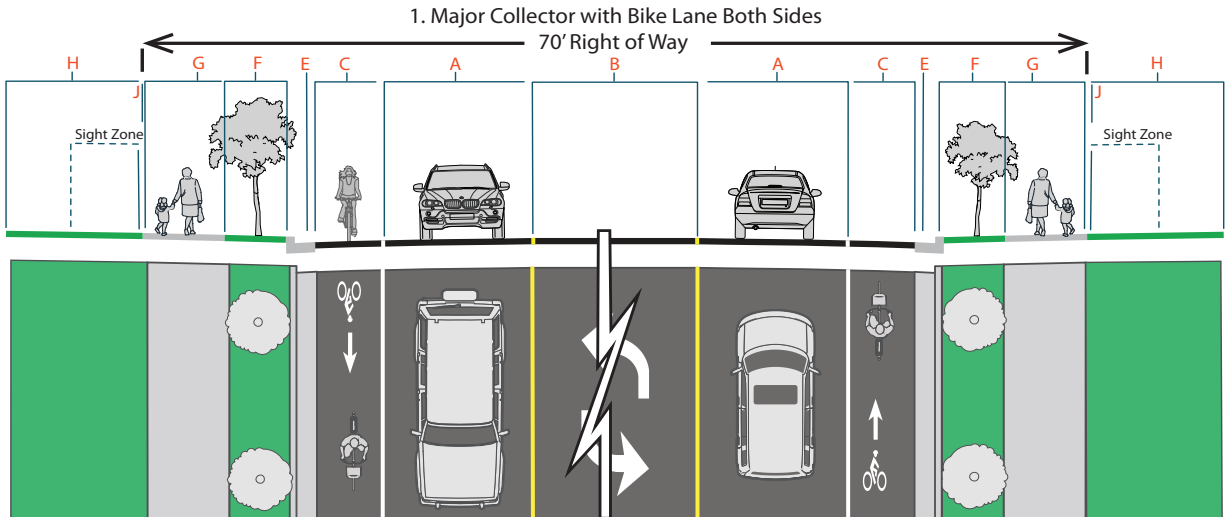 1. Major Collector with Bike Lane Both Sides
70' Right of Way
H G F E C A B A C E F G H
J J
Sight Zone Sight Zone